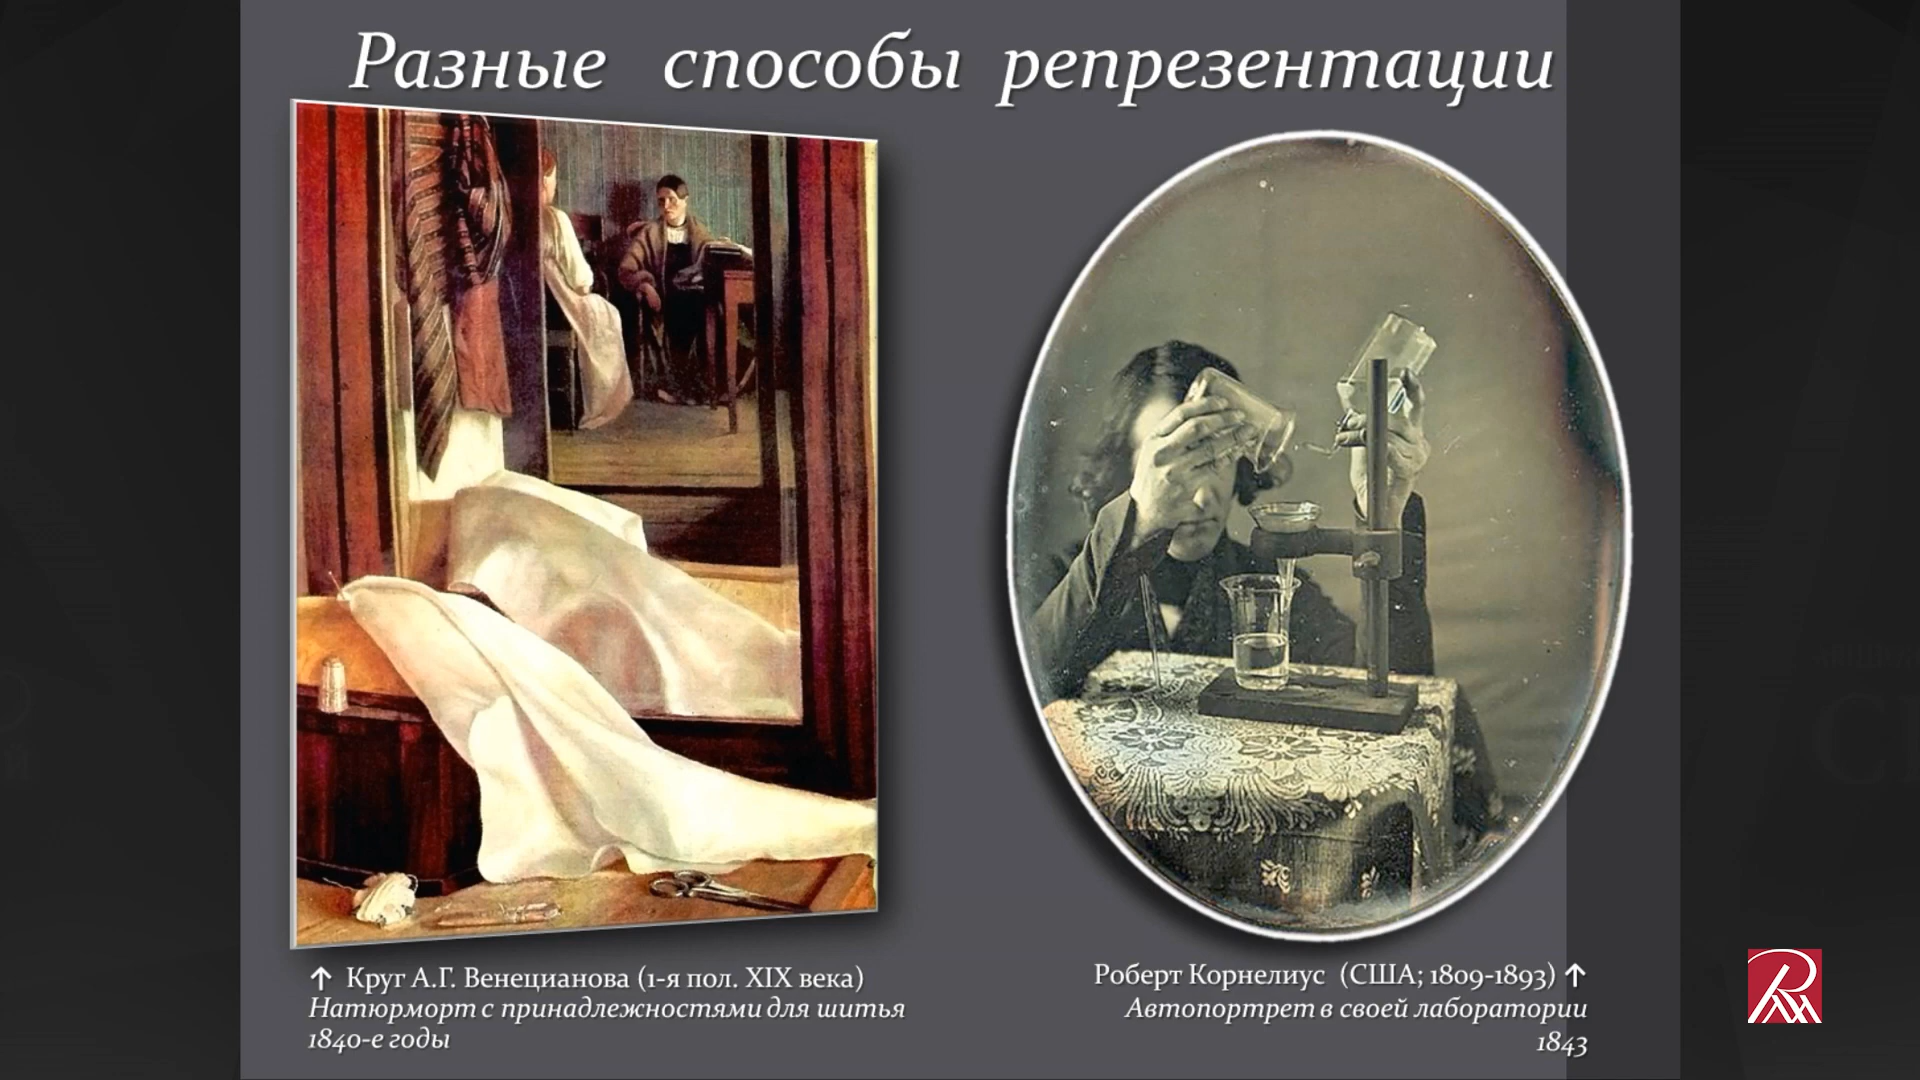 Разные способы репрезентации
↑ Круг А.Г. Венецианова (1-я пол. XIX века)
Натюрморт с принадлежностями для шитья
1840-е годы
Роберт Корнелиус (США; 1809-1893) ↑
Автопортрет в своей лаборатории
1843